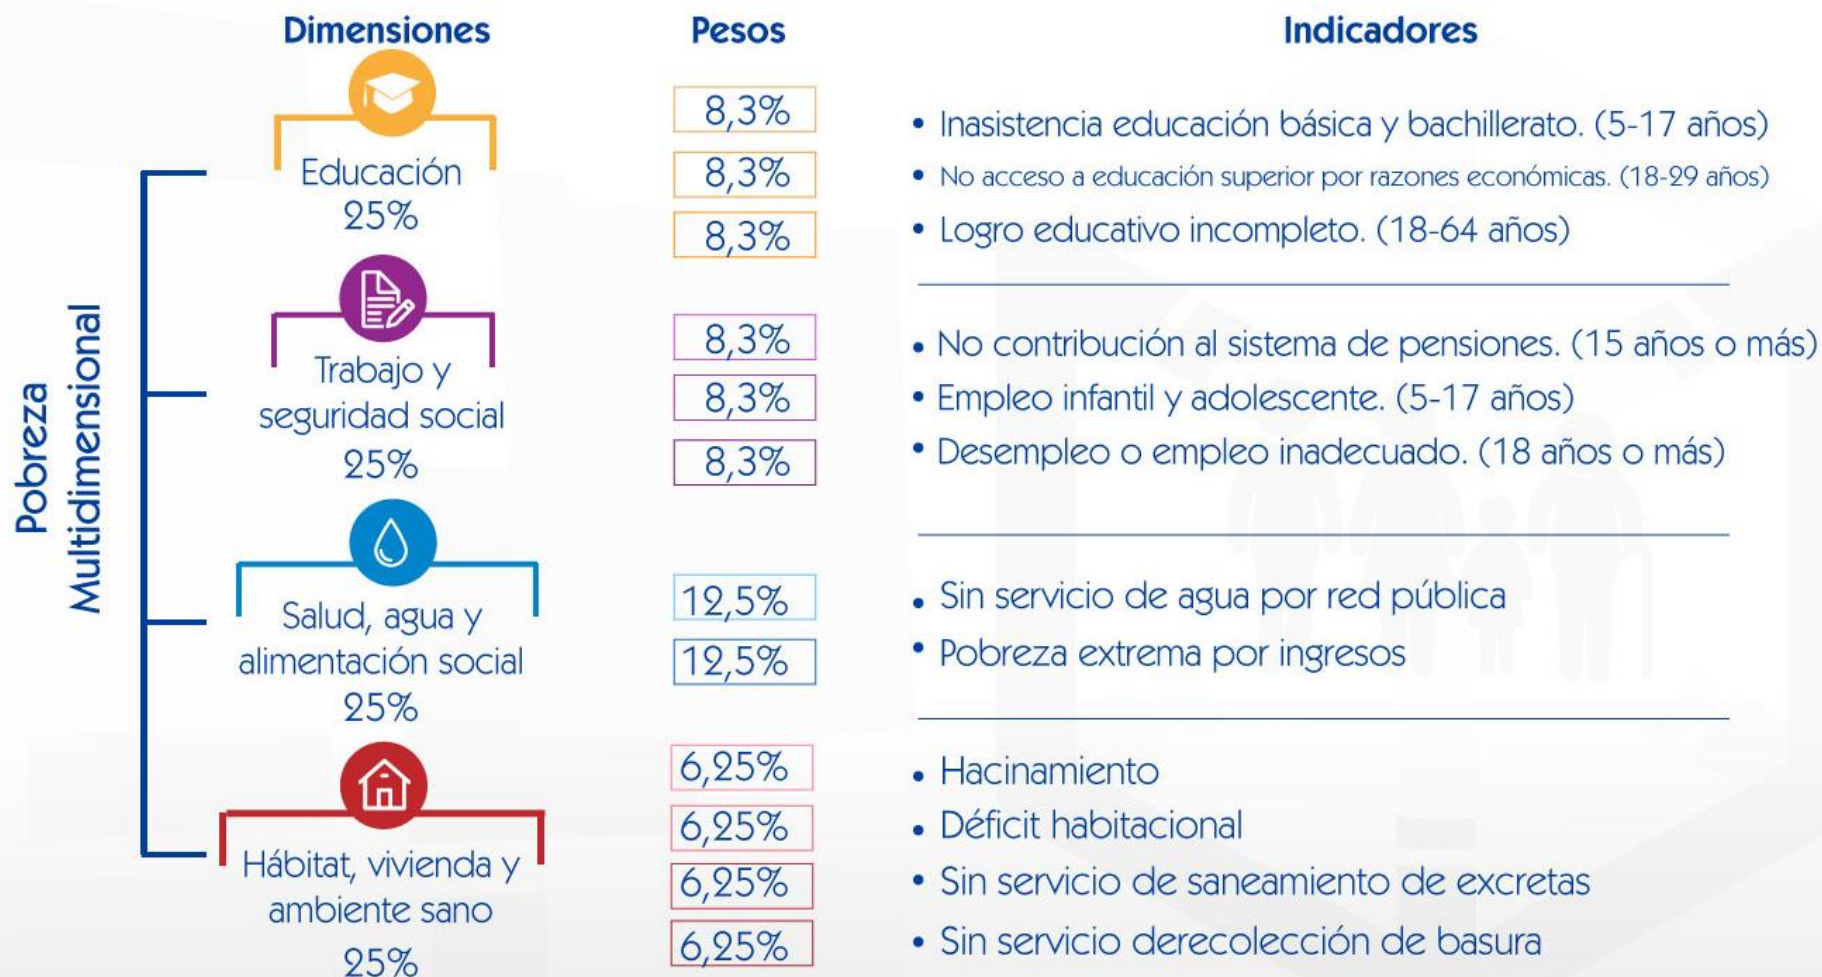 Dimensiones
Pesos
Indicadores
Pobreza
Multidimensional
Educación
25%
8,3%
8,3%
8,3%
• Inasistencia educación básica y bachillerato. (5-17 años)
• No acceso a educación superior por razones económicas. (18-29 años)
• Logro educativo incompleto. (18-64 años)
Trabajo y
seguridad social
25%
8,3%
8,3%
8,3%
• No contribución al sistema de pensiones. (15 años o más)
• Empleo infantil y adolescente. (5-17 años)
• Desempleo o empleo inadecuado. (18 años o más)
Salud, agua y
alimentación social
25%
12,5%
12,5%
• Sin servicio de agua por red pública
• Pobreza extrema por ingresos
Hábitat, vivienda y
ambiente sano
25%
6,25%
6,25%
6,25%
6,25%
• Hacinamiento
• Déficit habitacional
• Sin servicio de saneamiento de excretas
• Sin servicio derecolección de basura